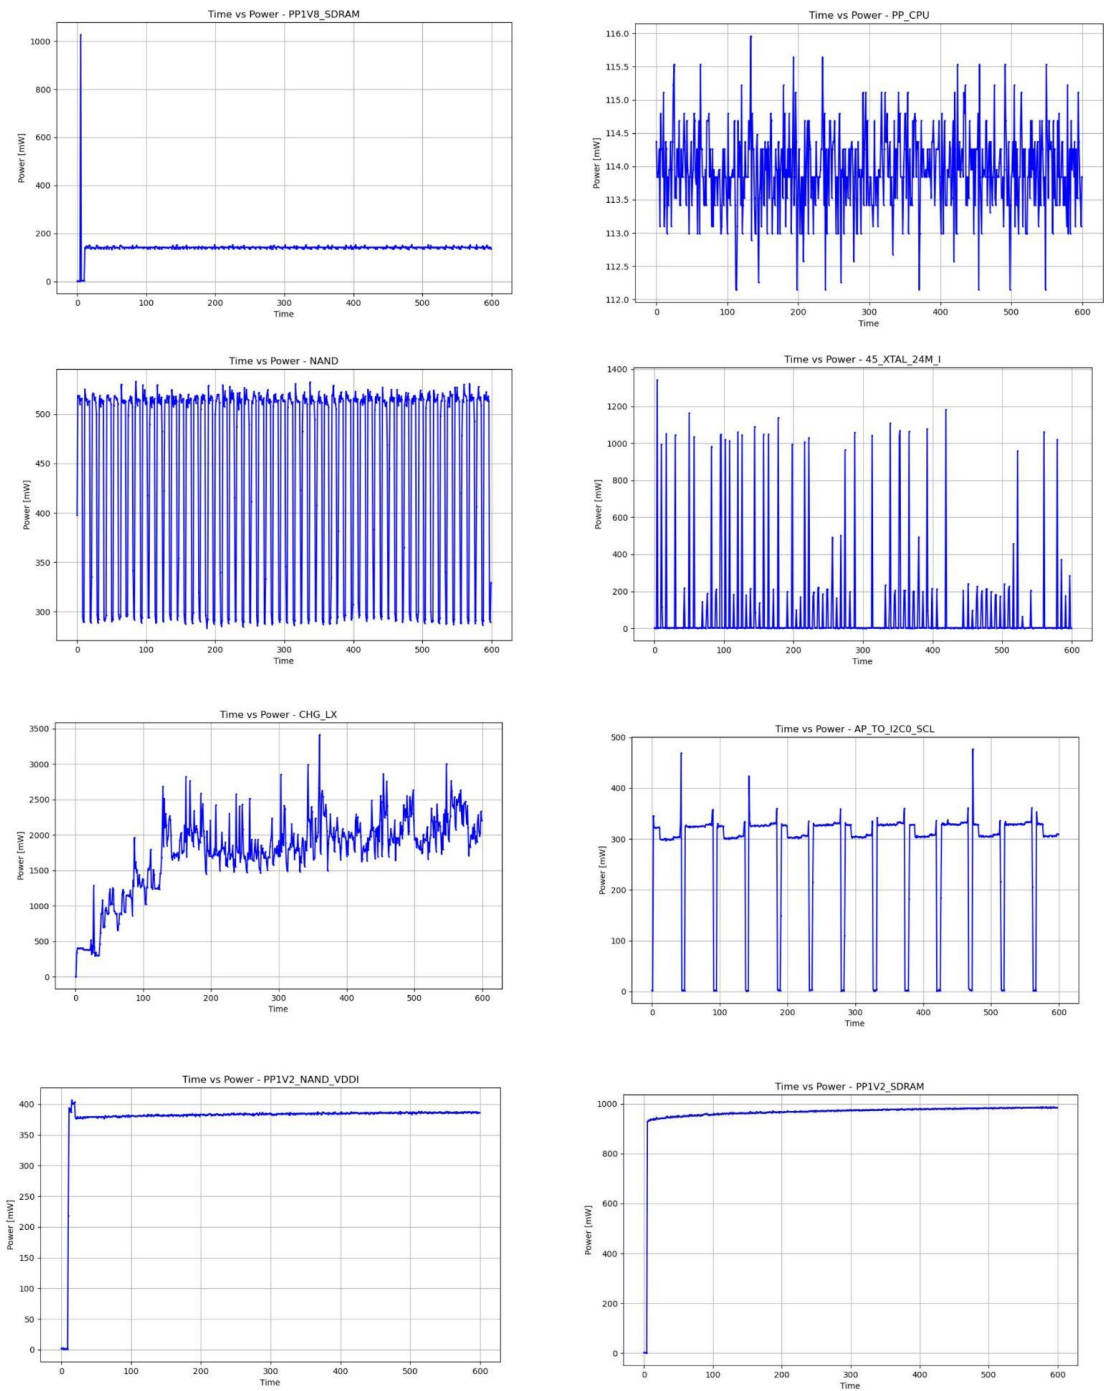 Time vs Power - PP1V8_SDRAM
Power [mW]
1000
800
600
400
200
0
0 100 200 300 400 500 600
Time
Time vs Power - PP_CPU
Power [mW]
116.0
115.5
115.0
114.5
114.0
113.5
113.0
112.5
112.0
0 100 200 300 400 500 600
Time
Time vs Power - NAND
Power [mW]
500
450
400
350
300
0 100 200 300 400 500 600
Time
Time vs Power - 45_XTAL_24M_I
Power [mW]
1400
1200
1000
800
600
400
200
0
0 100 200 300 400 500 600
Time
Time vs Power - CHG_LX
Power [mW]
3500
3000
2500
2000
1500
1000
500
0
0 100 200 300 400 500 600
Time
Time vs Power - AP_TO_I2C0_SCL
Power [mW]
500
400
300
200
100
0
0 100 200 300 400 500 600
Time
Time vs Power - PP1V2_NAND_VDDI
Power [mW]
400
350
300
250
200
150
100
50
0
0 100 200 300 400 500 600
Time
Time vs Power - PP1V2_SDRAM
Power [mW]
1000
800
600
400
200
0
0 100 200 300 400 500 600
Time